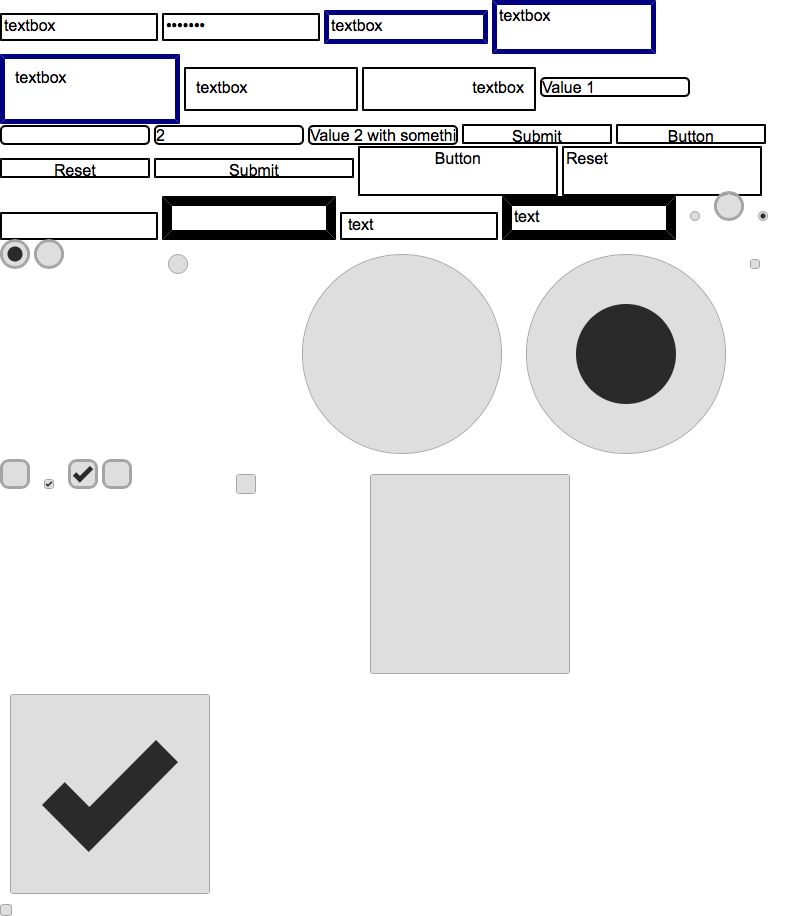 textbox ••••••• textbox textbox
textbox textbox textbox Value 1
2 Value 2 with somethi Submit Button
Reset Submit Button Reset
text text